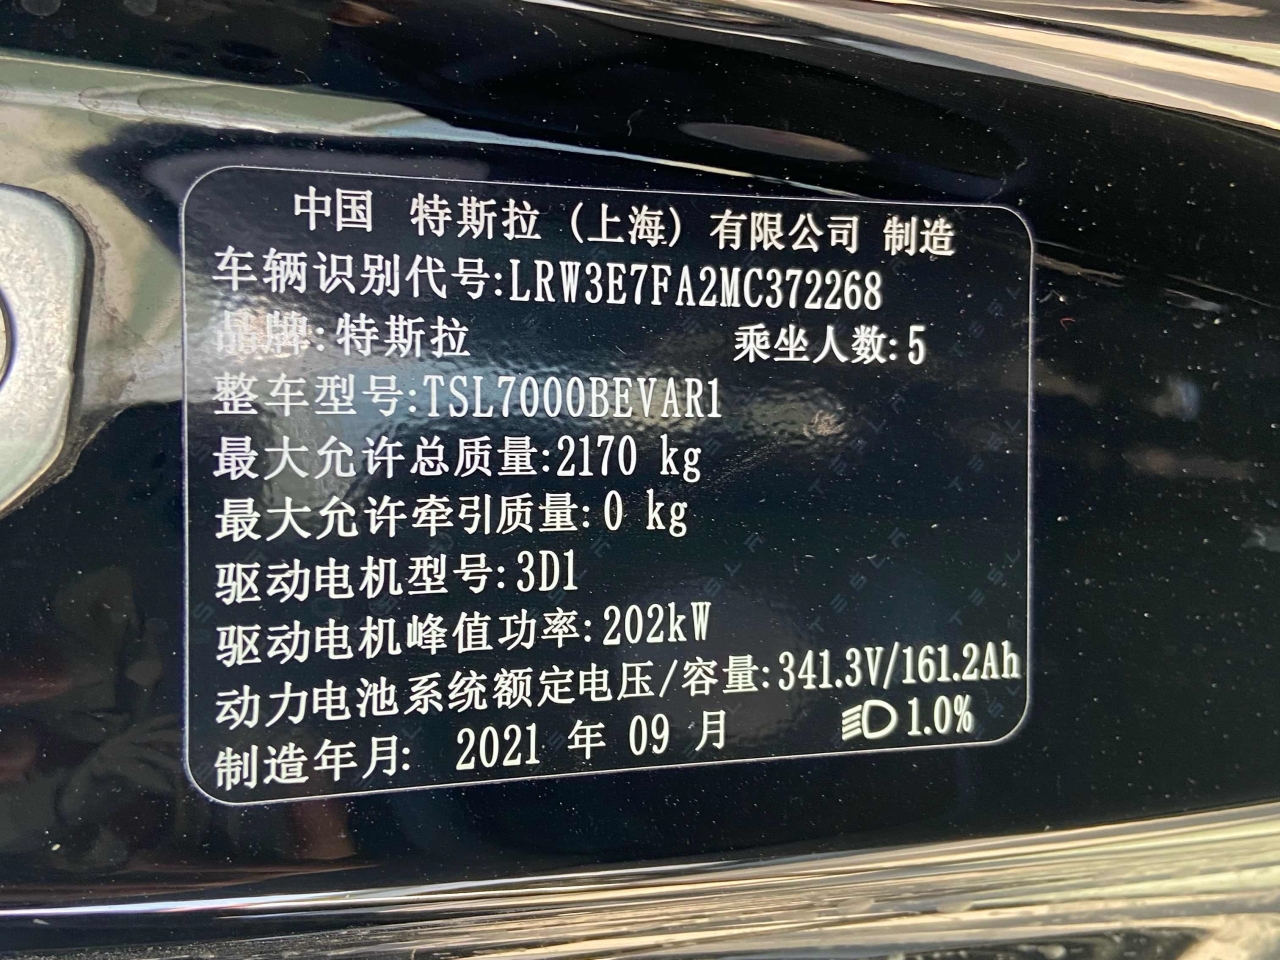 中国 特斯拉（上海）有限公司 制造
车辆识别代号:LRW3E7FA2MC372268
品牌:特斯拉 乘坐人数:5
整车型号:TSL7000BEVAR1
最大允许总质量:2170 kg
最大允许牵引质量:0 kg
驱动电机型号:3D1
驱动电机峰值功率:202kW
动力电池系统额定电压/容量:341.3V/161.2Ah
制造年月: 2021 年 09 月 1.0%